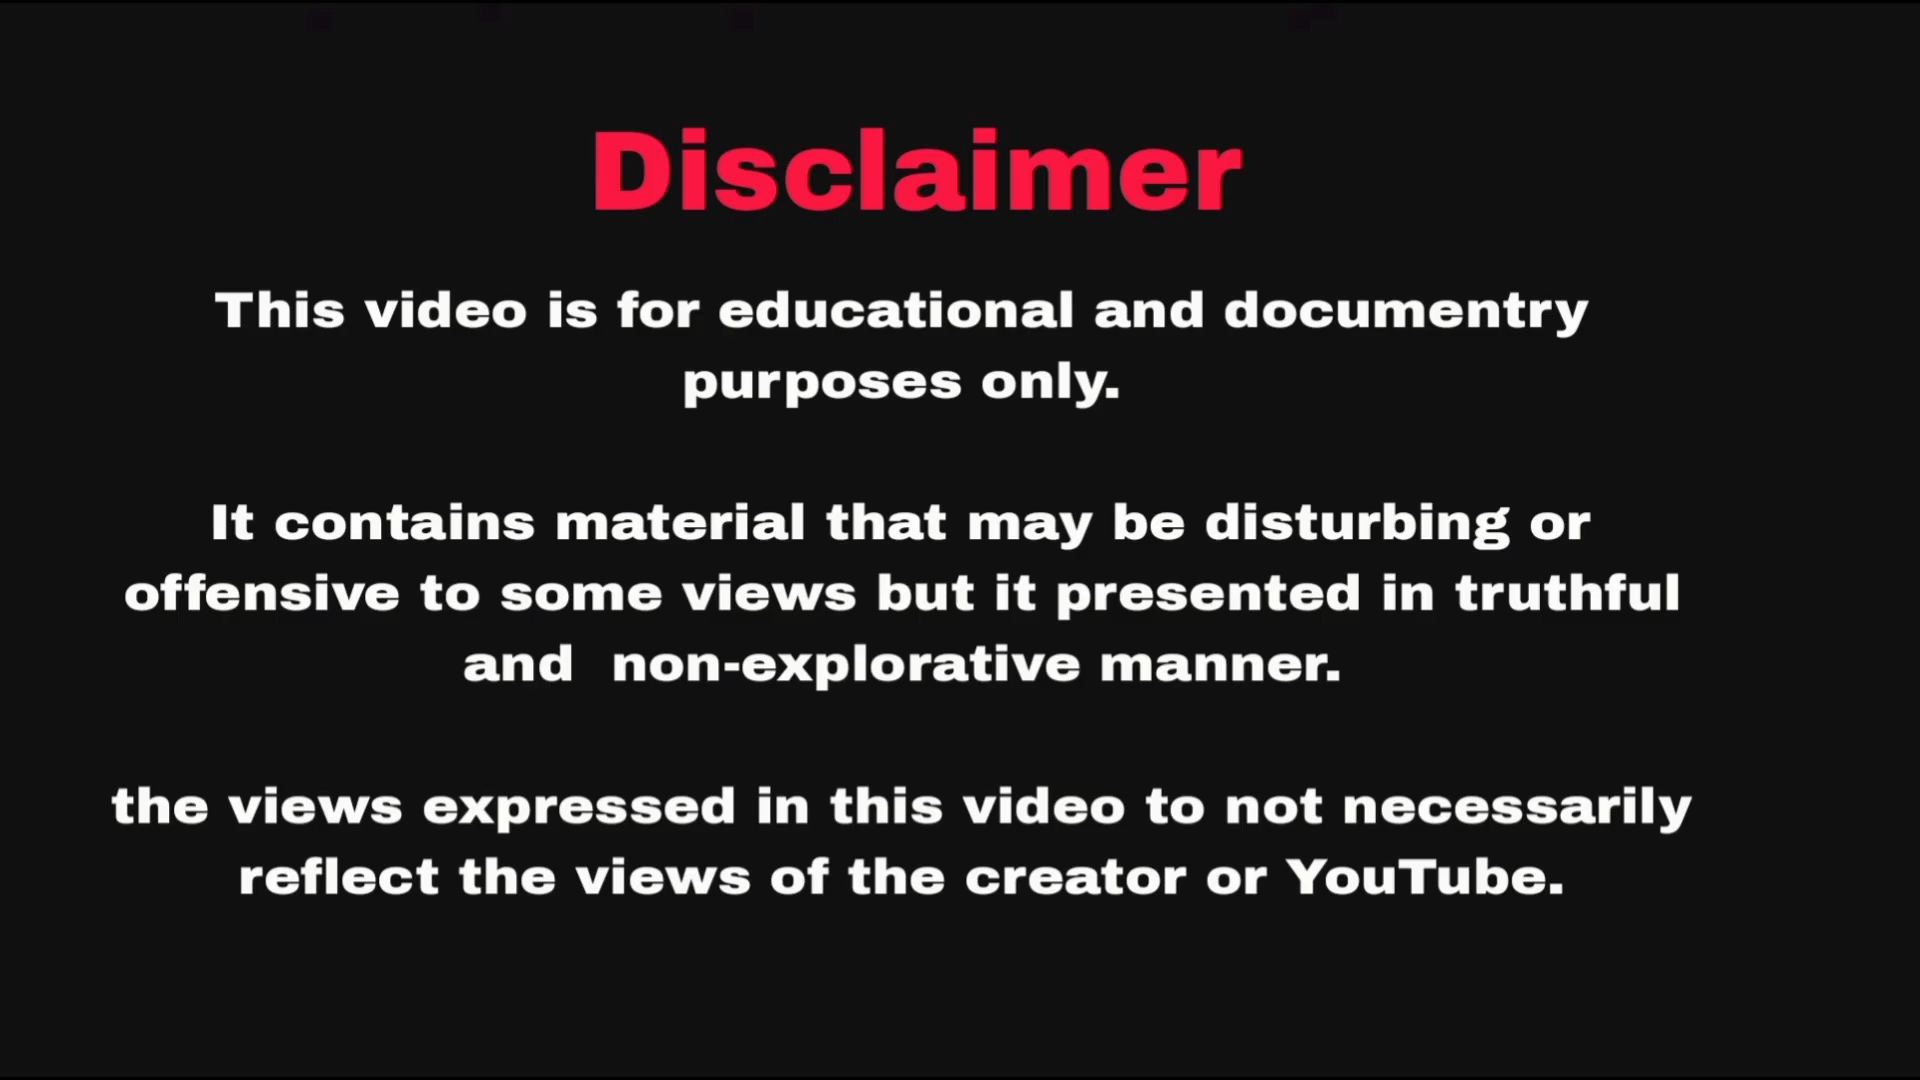 Disclaimer
This video is for educational and documentry
purposes only.
It contains material that may be disturbing or
offensive to some views but it presented in truthful
and  non-explorative manner.
the views expressed in this video to not necessarily
reflect the views of the creator or YouTube.